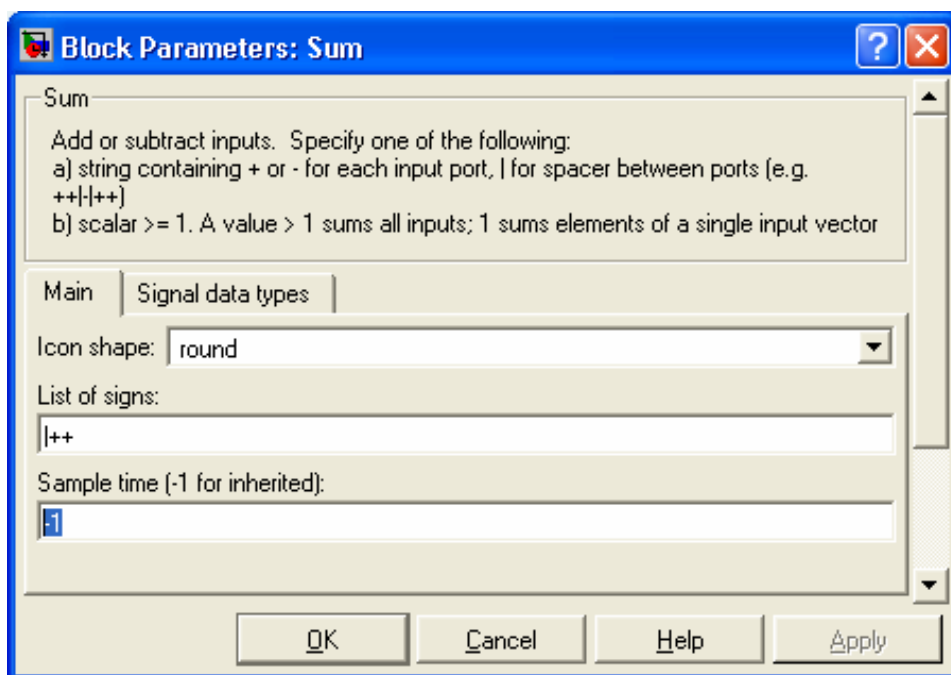 Block Parameters: Sum
Sum
Add or subtract inputs. Specify one of the following:
a) string containing + or - for each input port, | for spacer between ports (e.g.
++|-|++)
b) scalar >= 1. A value > 1 sums all inputs; 1 sums elements of a single input vector
Main Signal data types
Icon shape: round
List of signs:
|++
Sample time (-1 for inherited):
-1
OK Cancel Help Apply